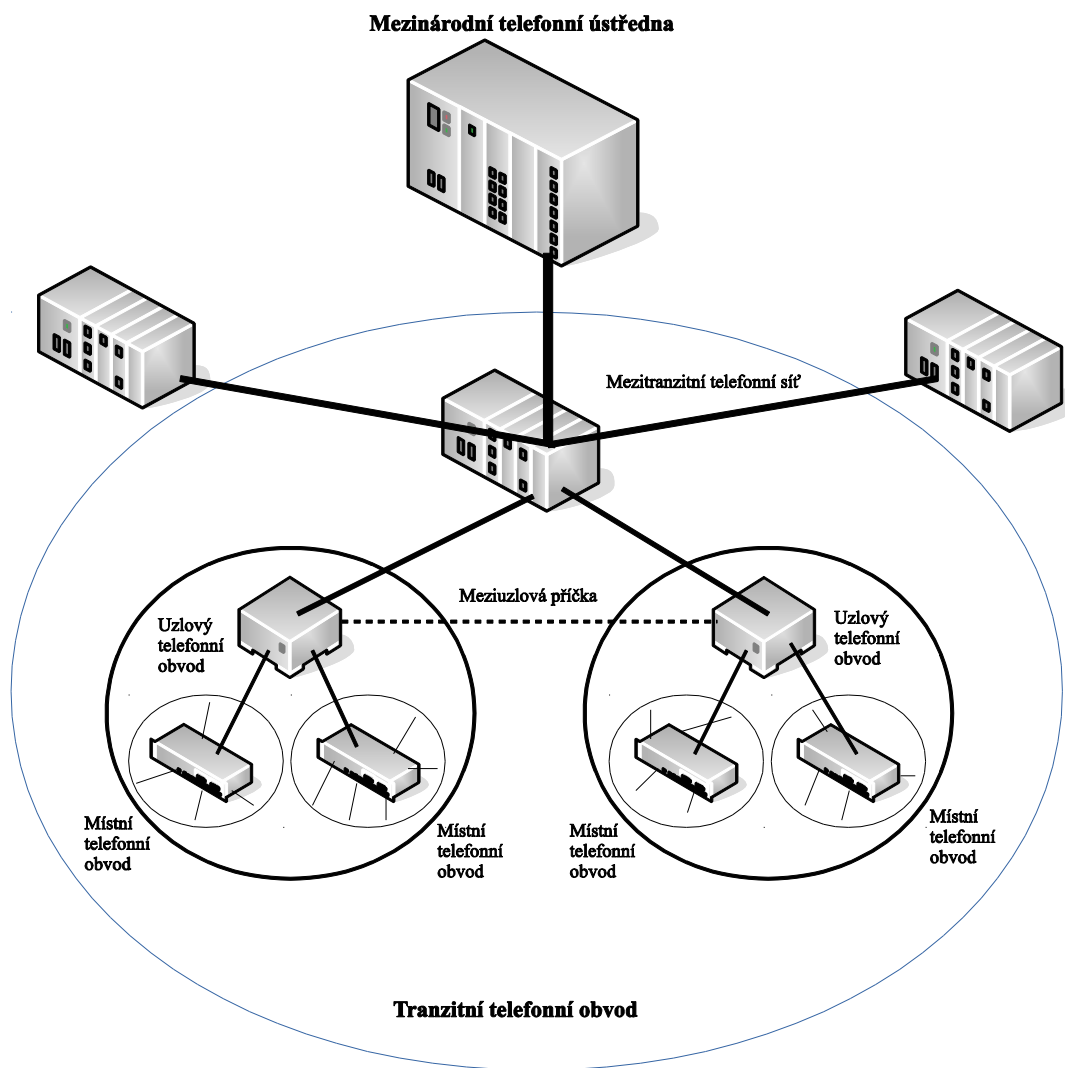 Mezinárodní telefonní ústředna
Mezitranzitní telefonní síť
Meziuzlová příčka
Uzlový
telefonní
obvod
Uzlový
telefonní
obvod
Místní
telefonní
obvod
Místní
telefonní
obvod
Místní
telefonní
obvod
Místní
telefonní
obvod
Tranzitní telefonní obvod